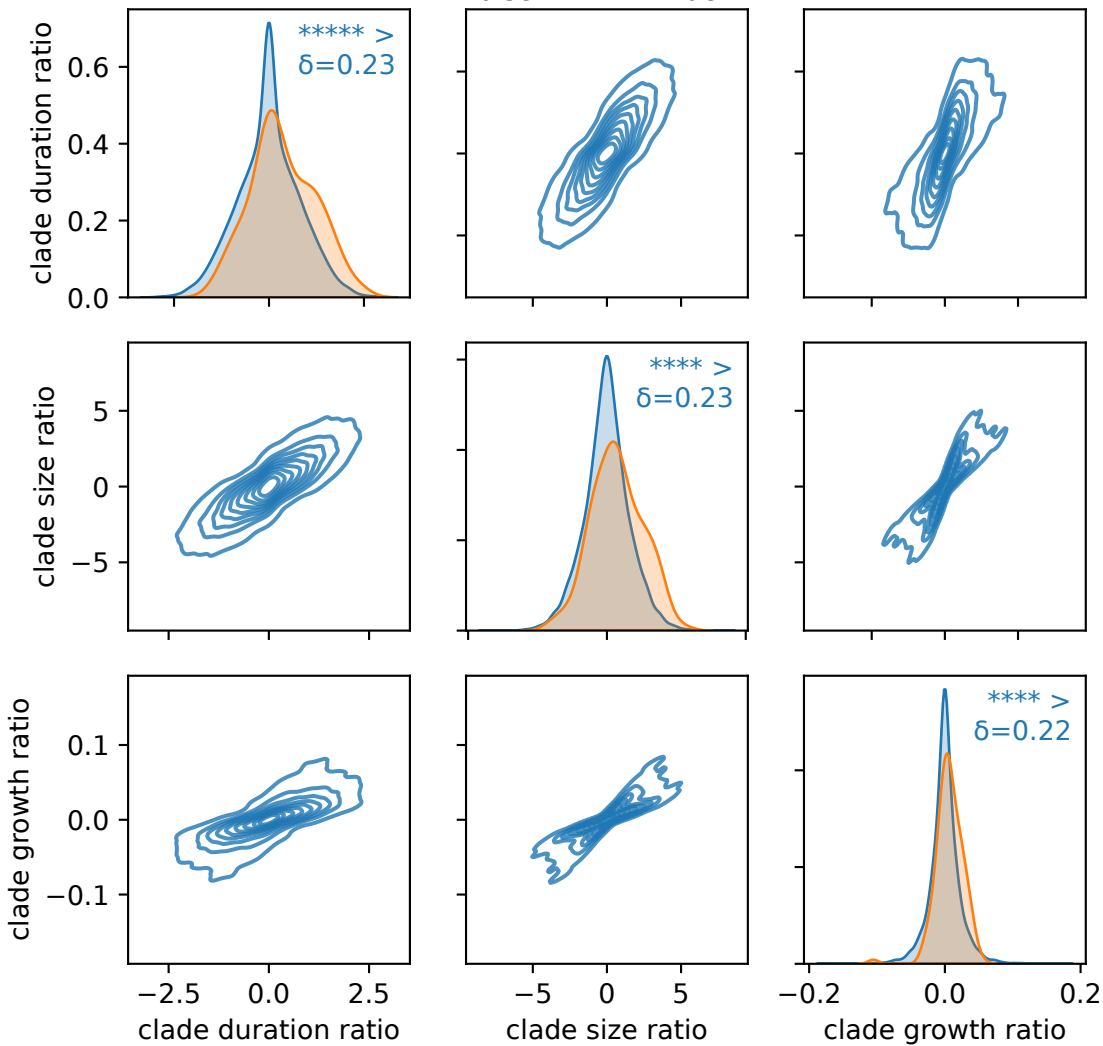 clade duration ratio
0.6
0.4
0.2
0.0
***** >
δ=0.23
clade size ratio
5
0
−5
**** >
δ=0.23
clade growth ratio
0.1
0.0
−0.1
**** >
δ=0.22
−2.5 0.0 2.5
−5 0 5
−0.2 0.0 0.2
clade duration ratio
clade size ratio
clade growth ratio